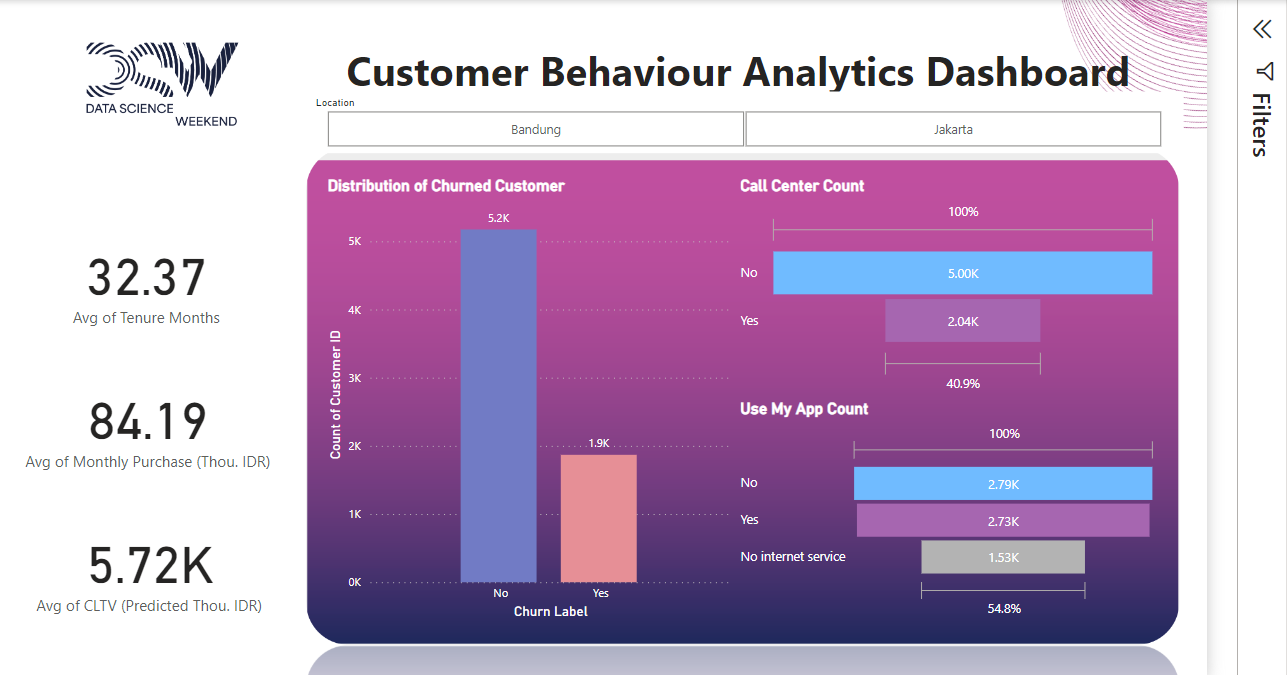 DATA SCIENCE
WEEKEND
Customer Behaviour Analytics Dashboard
Location
Bandung
Jakarta
32.37
Avg of Tenure Months
84.19
Avg of Monthly Purchase (Thou. IDR)
5.72K
Avg of CLTV (Predicted Thou. IDR)
Distribution of Churned Customer
Count of Customer ID
5K
4K
3K
2K
1K
0K
5.2K
1.9K
No
Yes
Churn Label
Call Center Count
100%
No
5.00K
Yes
2.04K
40.9%
Use My App Count
100%
No
2.79K
Yes
2.73K
No internet service
1.53K
54.8%
Filters